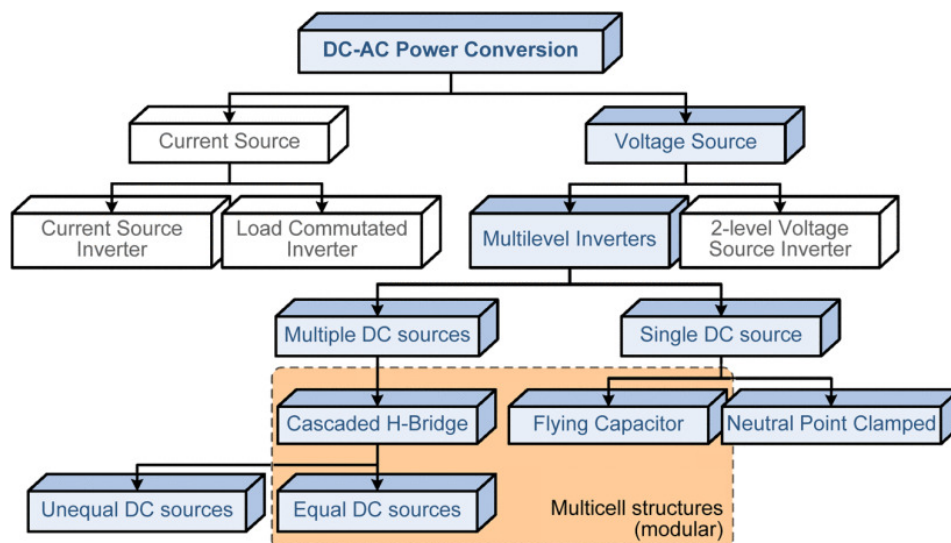 DC-AC Power Conversion
Current Source
Voltage Source
Current Source
Inverter
Load Commutated
Inverter
Multilevel Inverters
2-level Voltage
Source Inverter
Multiple DC sources
Single DC source
Cascaded H-Bridge
Flying Capacitor
Neutral Point Clamped
Unequal DC sources
Equal DC sources
Multicell structures
(modular)